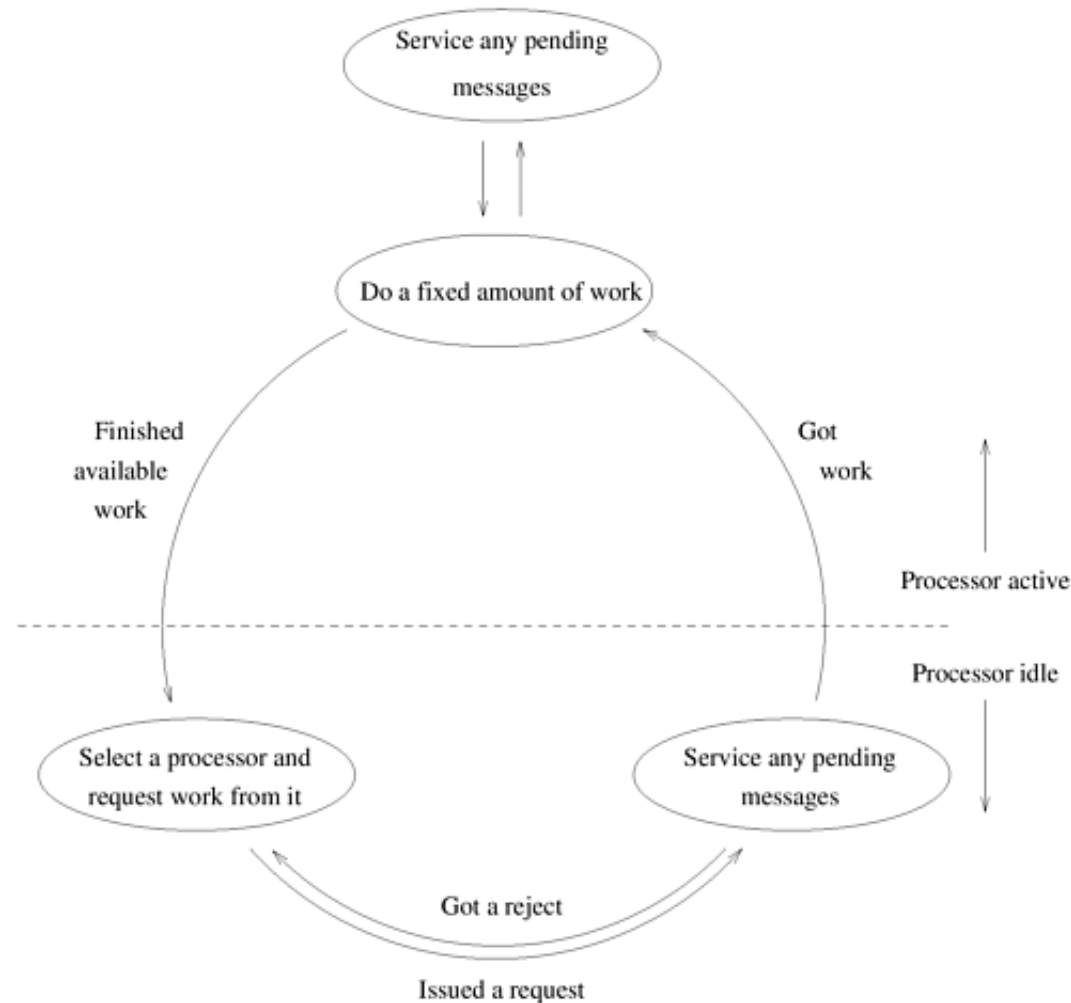 Service any pending
messages
Do a fixed amount of work
Finished
available
work
Got
work
Processor active
Processor idle
Select a processor and
request work from it
Service any pending
messages
Got a reject
Issued a request